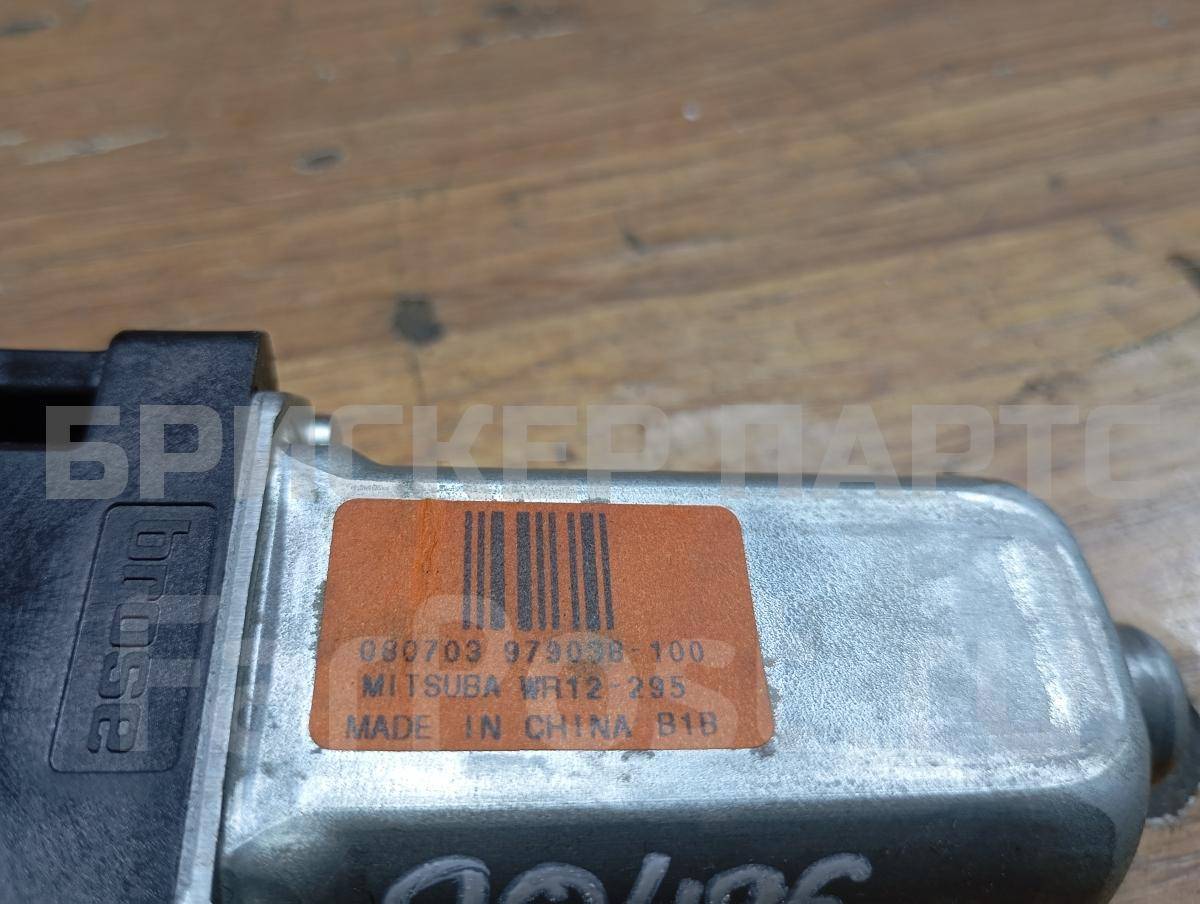 БРИСКЕР ПАРТС
brose
080703 979038-100
MITSUBA WR12-295
MADE IN CHINA B1B